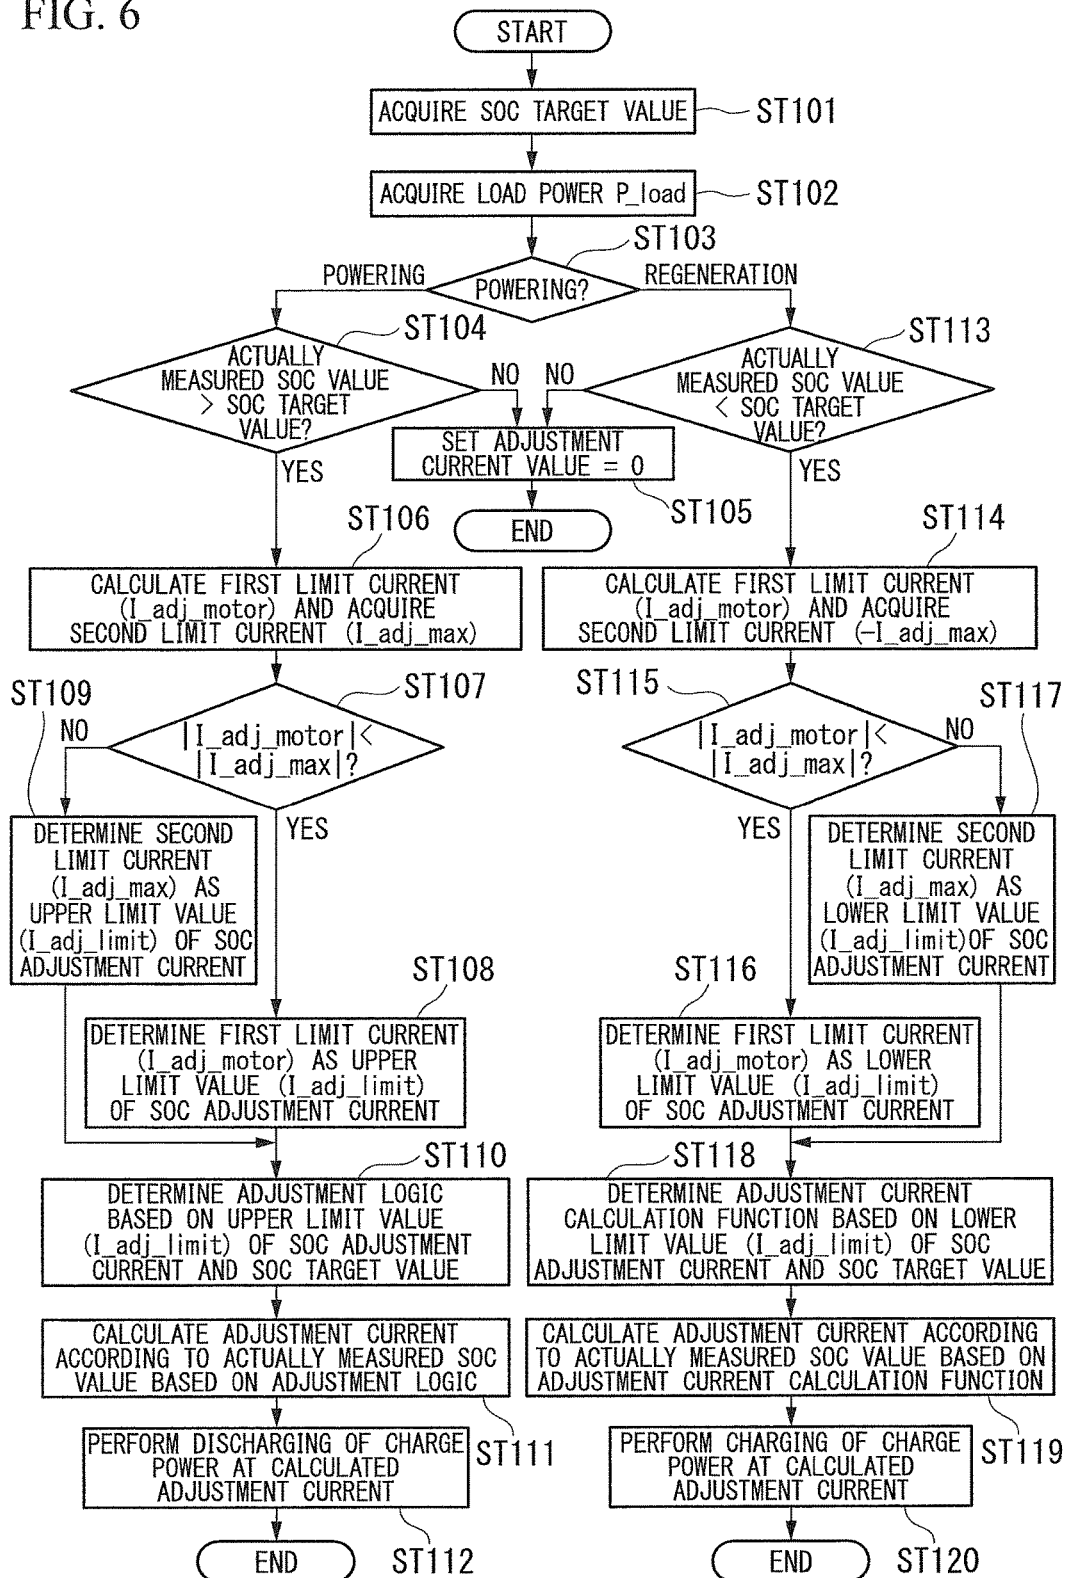 FIG. 6
START
ACQUIRE SOC TARGET VALUE
ST101
ACQUIRE LOAD POWER P_load
ST102
ST103
POWERING
POWERING?
REGENERATION
ST104
ACTUALLY
MEASURED SOC VALUE
> SOC TARGET
VALUE?
NO
YES
ST113
ACTUALLY
MEASURED SOC VALUE
< SOC TARGET
VALUE?
NO
YES
SET ADJUSTMENT
CURRENT VALUE = 0
ST105
END
ST106
CALCULATE FIRST LIMIT CURRENT
(I_adj_motor) AND ACQUIRE
SECOND LIMIT CURRENT (I_adj_max)
ST114
CALCULATE FIRST LIMIT CURRENT
(I_adj_motor) AND ACQUIRE
SECOND LIMIT CURRENT (-I_adj_max)
ST107
|I_adj_motor|<
|I_adj_max|?
NO
YES
ST109
DETERMINE SECOND
LIMIT CURRENT
(I_adj_max) AS
UPPER LIMIT VALUE
(I_adj_limit) OF SOC
ADJUSTMENT CURRENT
ST115
|I_adj_motor|<
|I_adj_max|?
NO
YES
ST117
DETERMINE SECOND
LIMIT CURRENT
(I_adj_max) AS
LOWER LIMIT VALUE
(I_adj_limit)OF SOC
ADJUSTMENT CURRENT
ST108
DETERMINE FIRST LIMIT CURRENT
(I_adj_motor) AS UPPER
LIMIT VALUE (I_adj_limit)
OF SOC ADJUSTMENT CURRENT
ST116
DETERMINE FIRST LIMIT CURRENT
(I_adj_motor) AS LOWER
LIMIT VALUE (I_adj_limit)
OF SOC ADJUSTMENT CURRENT
ST110
DETERMINE ADJUSTMENT LOGIC
BASED ON UPPER LIMIT VALUE
(I_adj_limit) OF SOC ADJUSTMENT
CURRENT AND SOC TARGET VALUE
ST118
DETERMINE ADJUSTMENT CURRENT
CALCULATION FUNCTION BASED ON LOWER
LIMIT VALUE (I_adj_limit) OF SOC
ADJUSTMENT CURRENT AND SOC TARGET VALUE
CALCULATE ADJUSTMENT CURRENT
ACCORDING TO ACTUALLY MEASURED SOC
VALUE BASED ON ADJUSTMENT LOGIC
ST111
CALCULATE ADJUSTMENT CURRENT ACCORDING
TO ACTUALLY MEASURED SOC VALUE BASED ON
ADJUSTMENT CURRENT CALCULATION FUNCTION
ST119
PERFORM DISCHARGING OF CHARGE
POWER AT CALCULATED
ADJUSTMENT CURRENT
ST112
PERFORM CHARGING OF CHARGE
POWER AT CALCULATED
ADJUSTMENT CURRENT
ST120
END
END